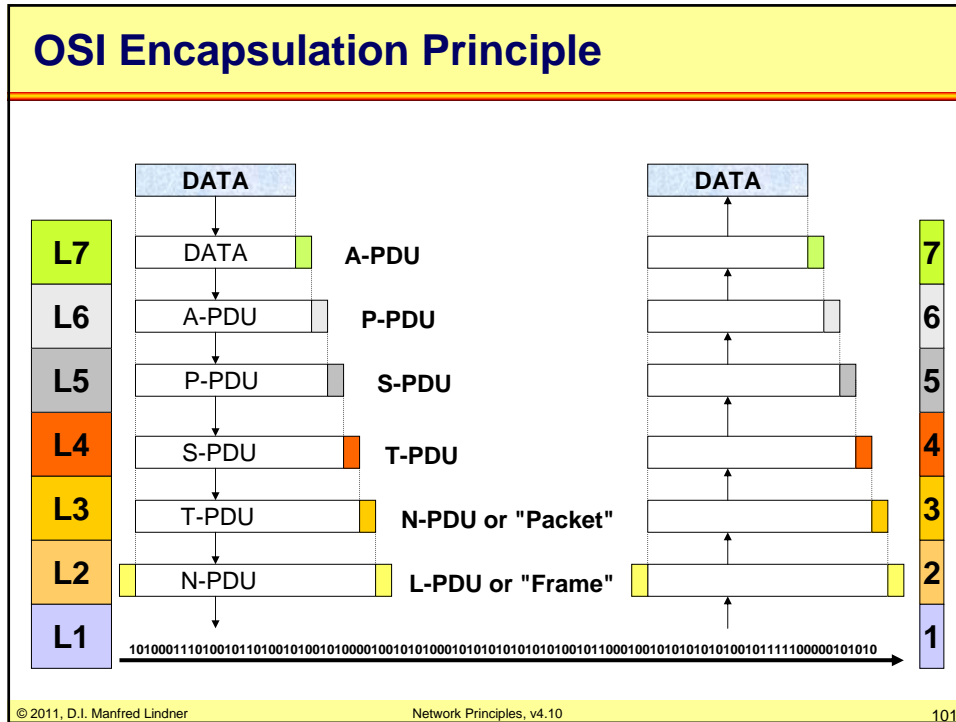 OSI Encapsulation Principle
DATA DATA
L7 DATA A-PDU 7
L6 A-PDU P-PDU 6
L5 P-PDU S-PDU 5
L4 S-PDU T-PDU 4
L3 T-PDU N-PDU or "Packet" 3
L2 N-PDU L-PDU or "Frame" 2
L1 1
© 2011, D.I. Manfred Lindner Network Principles, v4.10 101